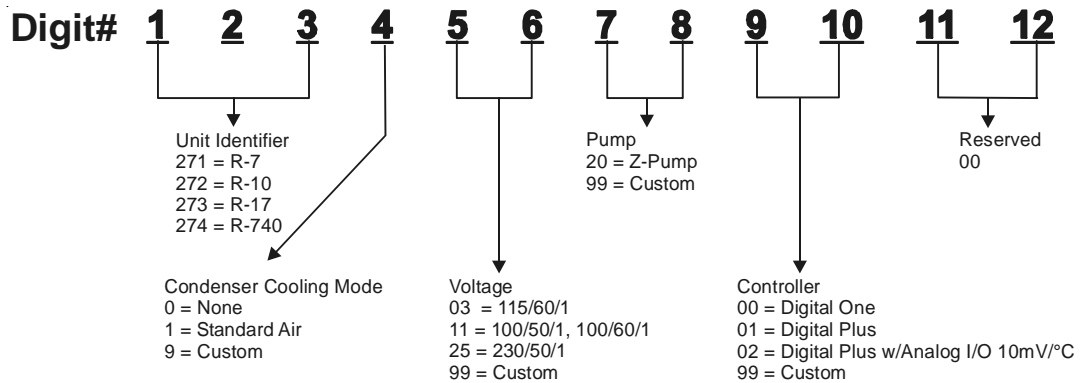 Digit# 1 2 3 4 5 6 7 8 9 10 11 12
Unit Identifier
271 = R-7
272 = R-10
273 = R-17
274 = R-740
Pump
20 = Z-Pump
99 = Custom
Reserved
00
Condenser Cooling Mode
0 = None
1 = Standard Air
9 = Custom
Voltage
03 = 115/60/1
11 = 100/50/1, 100/60/1
25 = 230/50/1
99 = Custom
Controller
00 = Digital One
01 = Digital Plus
02 = Digital Plus w/Analog I/O 10mV/°C
99 = Custom